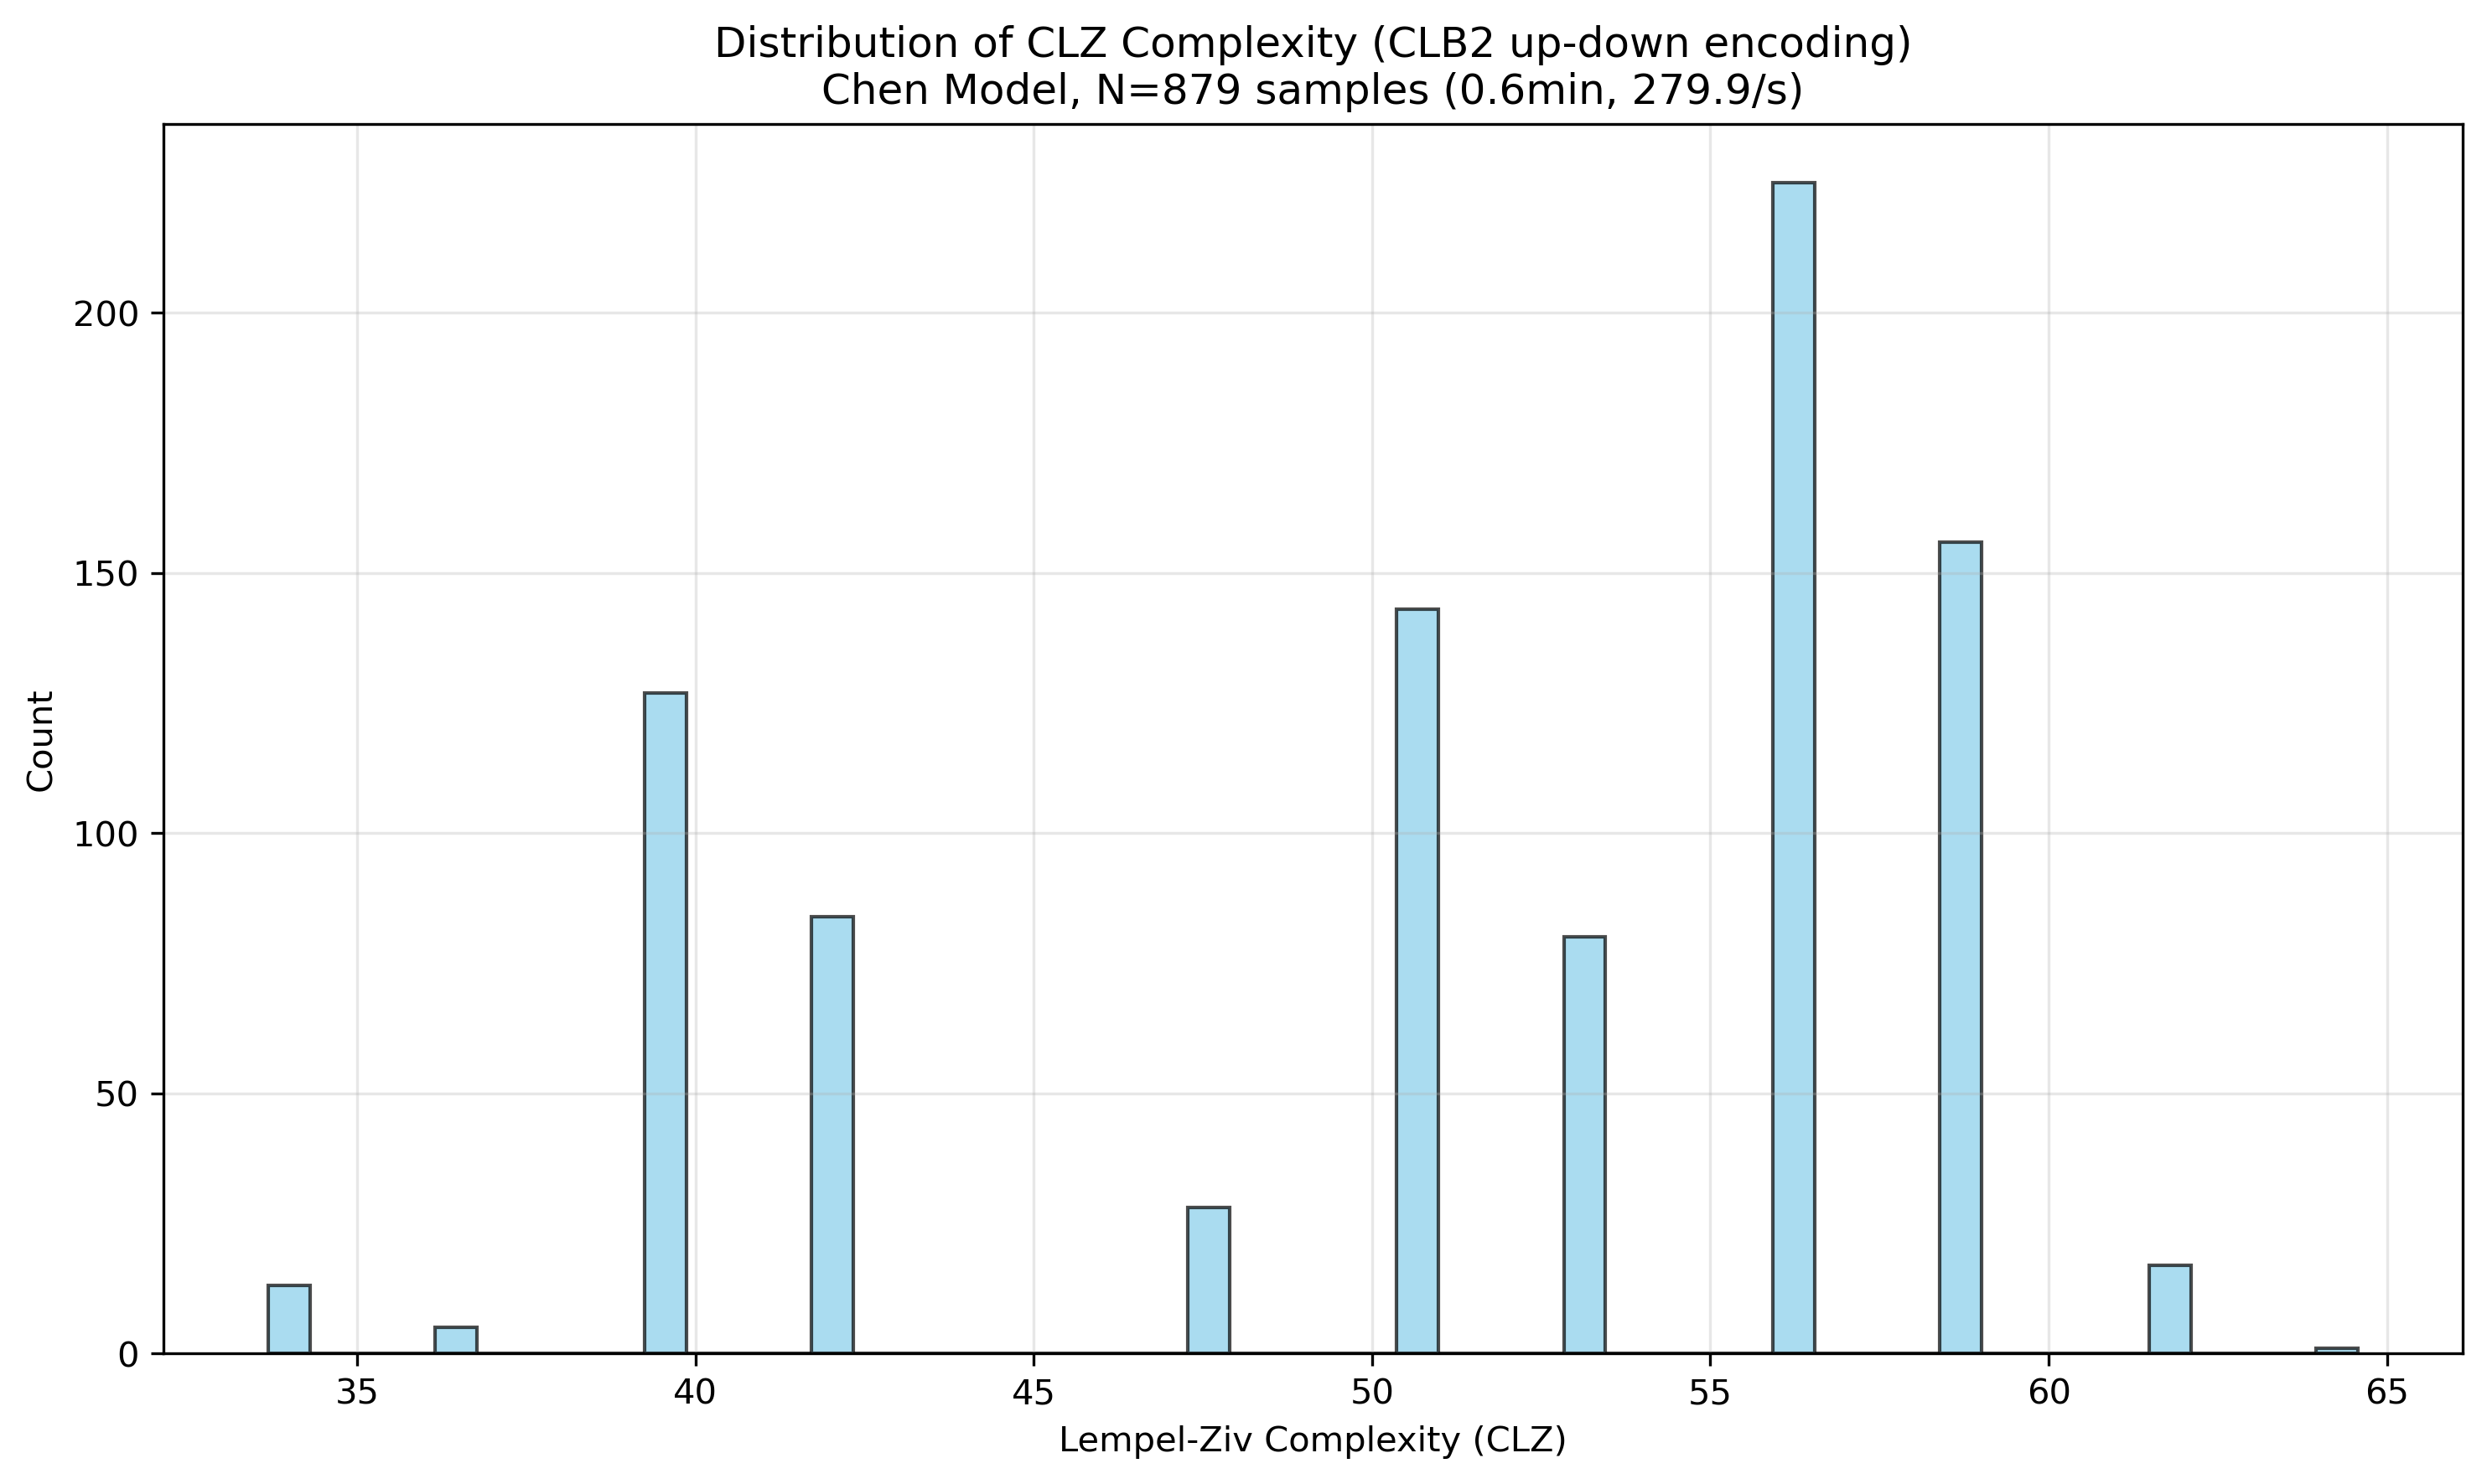 Distribution of CLZ Complexity (CLB2 up-down encoding)
Chen Model, N=879 samples (0.6min, 279.9/s)
Count
200
150
100
50
0
35 40 45 50 55 60 65
Lempel-Ziv Complexity (CLZ)